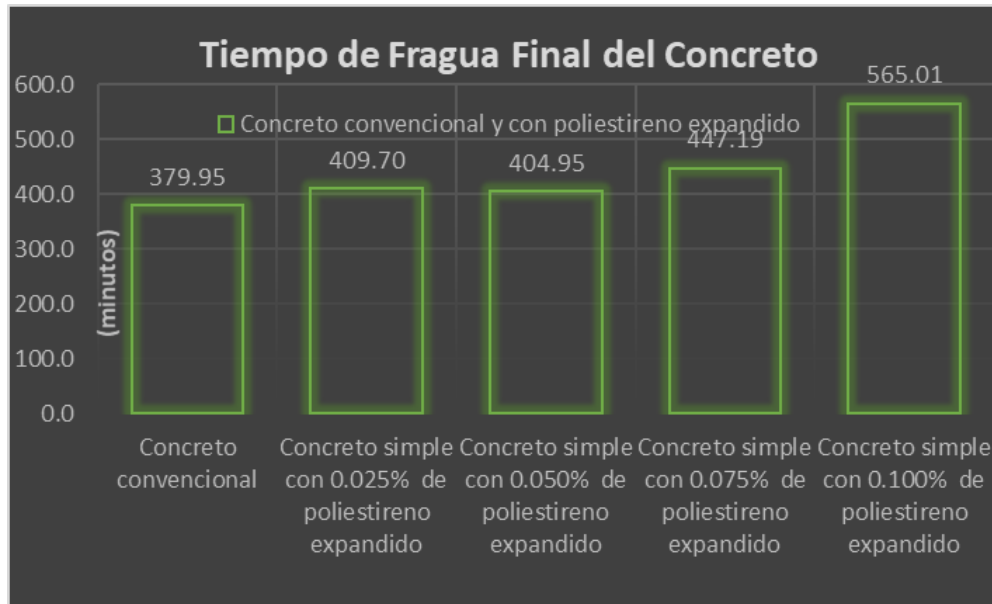 Tiempo de Fragua Final del Concreto
600.0
500.0
400.0
300.0
200.0
100.0
0.0
(minutos)
Concreto convencional y con poliestireno expandido
379.95
409.70
404.95
447.19
565.01
Concreto
convencional
Concreto simple
con 0.025% de
poliestireno
expandido
Concreto simple
con 0.050% de
poliestireno
expandido
Concreto simple
con 0.075% de
poliestireno
expandido
Concreto simple
con 0.100% de
poliestireno
expandido